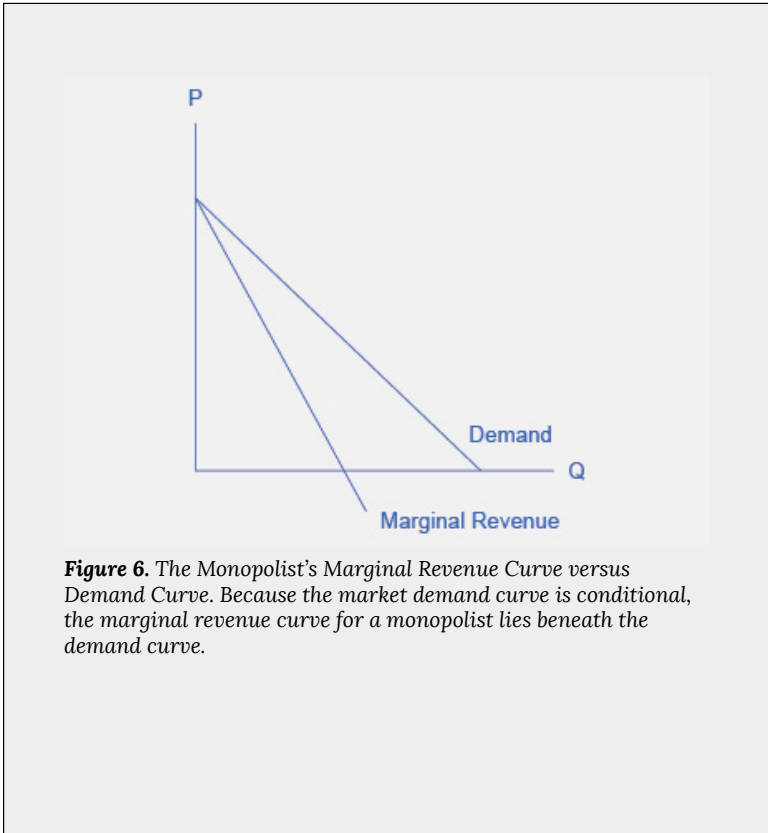 P
Demand
Q
Marginal Revenue
Figure 6. The Monopolist’s Marginal Revenue Curve versus
Demand Curve. Because the market demand curve is conditional,
the marginal revenue curve for a monopolist lies beneath the
demand curve.